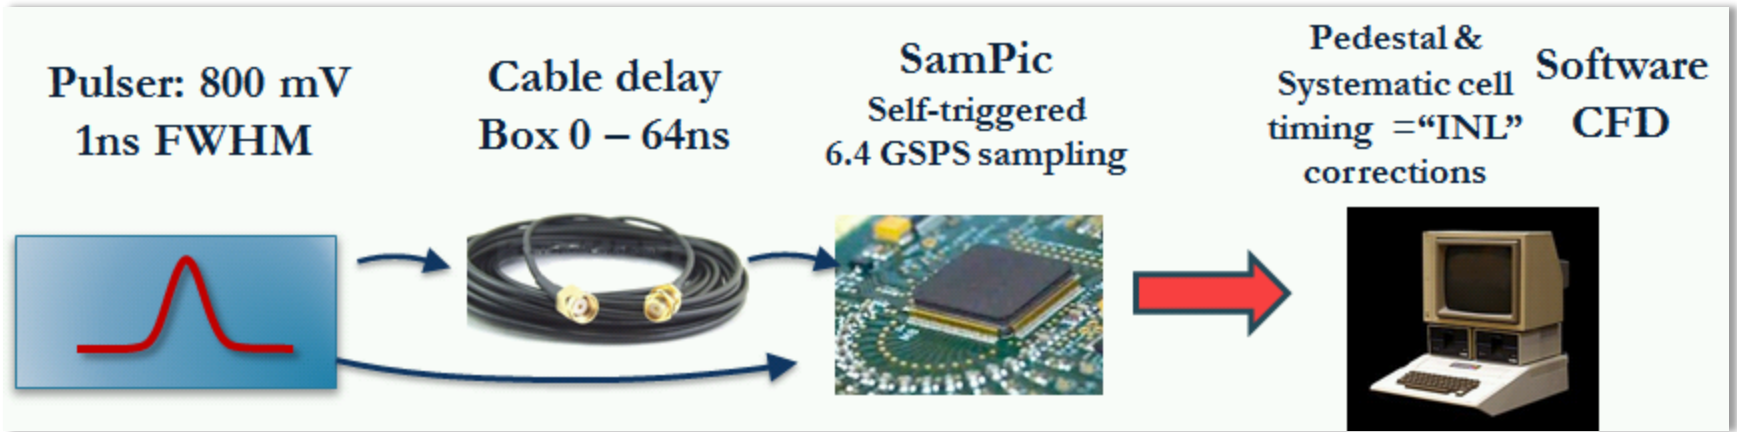 Pulser: 800 mV
1ns FWHM
Cable delay
Box 0 – 64ns
SamPic
Self-triggered
6.4 GSPS sampling
Pedestal &
Systematic cell
timing =“INL”
corrections
Software
CFD